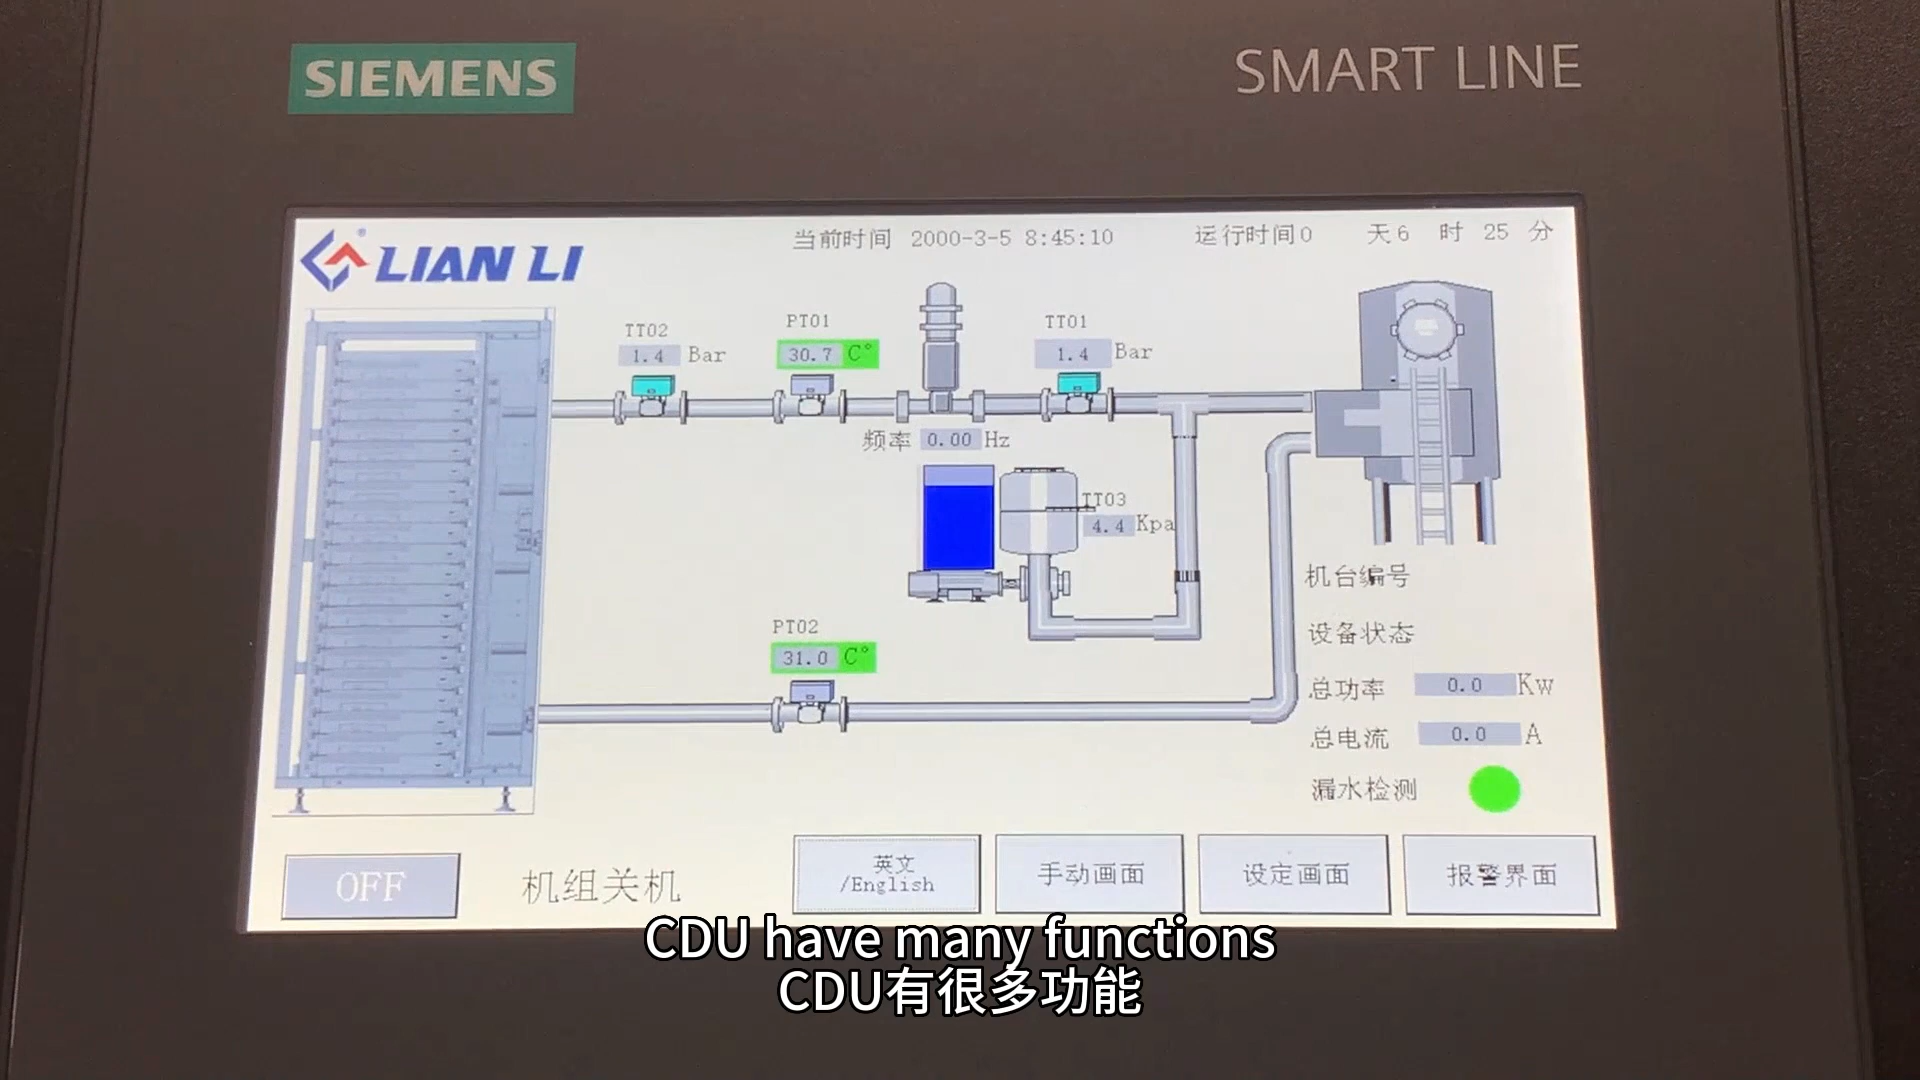 SIEMENS
SMART LINE
LIAN LI
当前时间 2000-3-5 8:45:10
运行时间0 天6 时 25 分
TT02
1.4 Bar
PT01
30.7 C°
TT01
1.4 Bar
频率 0.00 Hz
TT03
4.4 Kpa
PT02
31.0 C°
机台编号
设备状态
总功率 0.0 Kw
总电流 0.0 A
漏水检测
OFF
机组关机
英文
/English
手动画面
设定画面
报警界面
CDU have many functions
CDU有很多功能